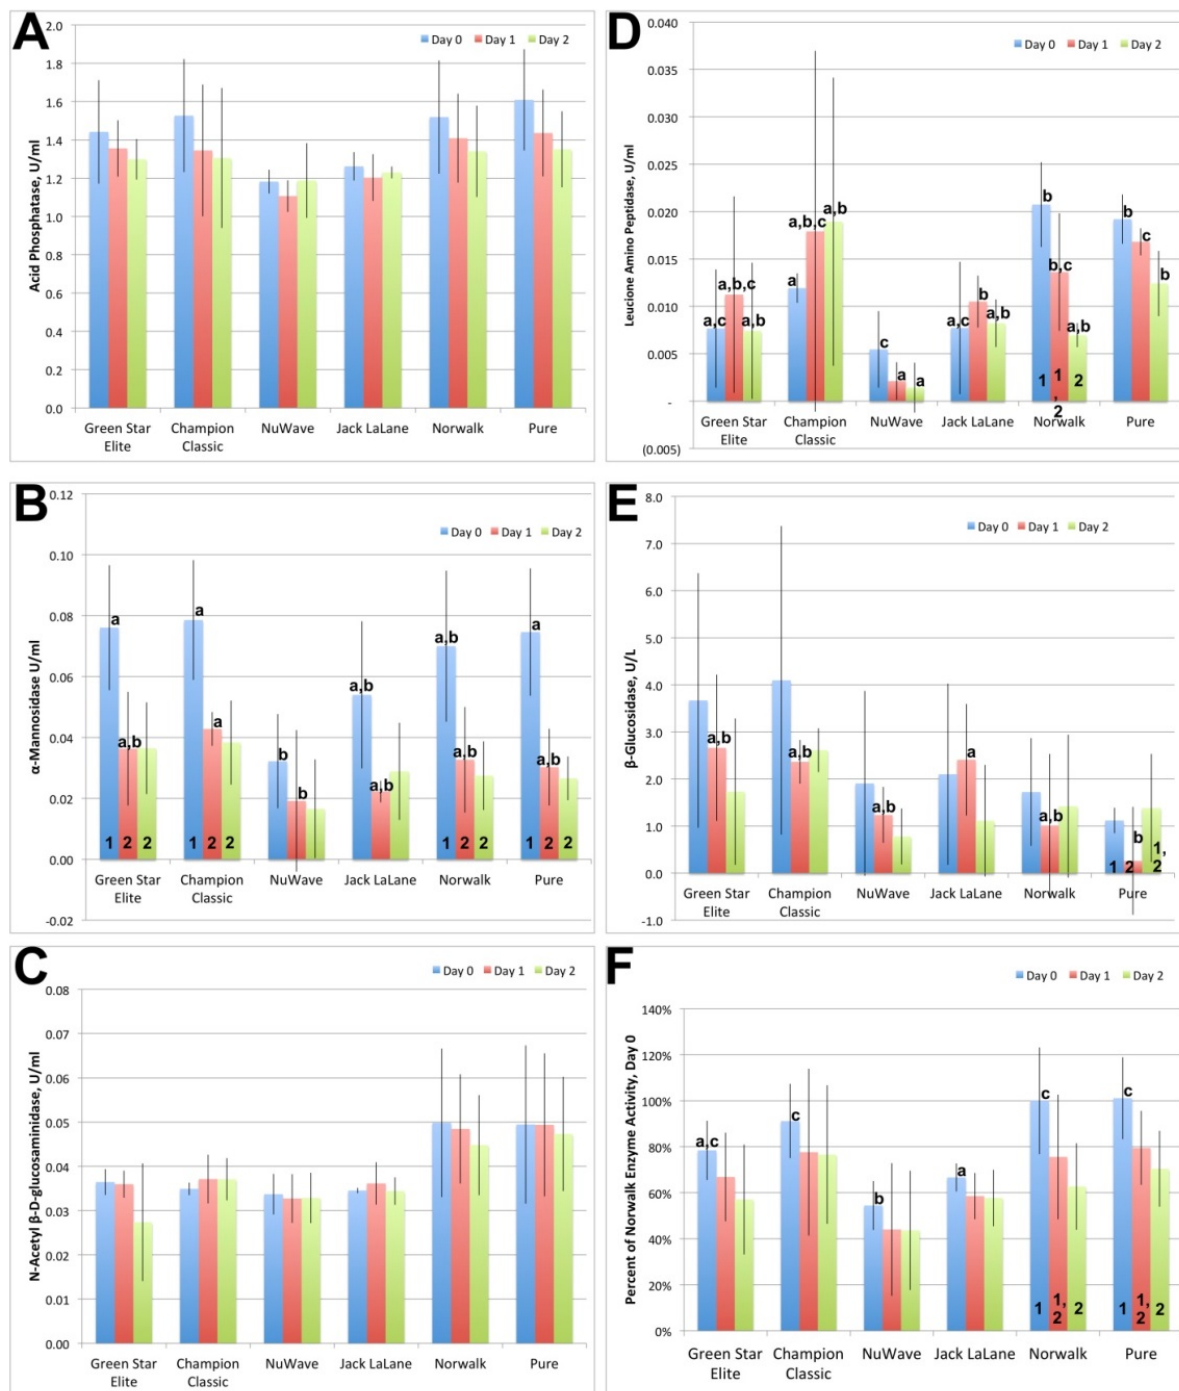 A
2.0
1.8
1.6
1.4
1.2
1.0
0.8
0.6
0.4
0.2
0.0
Acid Phosphatase, U/ml
Day 0 Day 1 Day 2
Green Star Elite
Champion Classic
NuWave
Jack LaLane
Norwalk
Pure
D
0.040
0.035
0.030
0.025
0.020
0.015
0.010
0.005
-
(0.005)
Leucione Amino Peptidase, U/ml
Day 0 Day 1 Day 2
a,c a,b,c a,b
a a,b,c a,b
c a a
a,c b a,b
b b,c a,b
b c b
1 1,2 2
Green Star Elite
Champion Classic
NuWave
Jack LaLane
Norwalk
Pure
B
0.12
0.10
0.08
0.06
0.04
0.02
0.00
-0.02
α-Mannosidase U/ml
Day 0 Day 1 Day 2
a a,b
a a
b b
a,b a,b
a,b a,b
a a,b
1 2 2
1 2 2
1 2 2
1 2 2
Green Star Elite
Champion Classic
NuWave
Jack LaLane
Norwalk
Pure
E
8.0
7.0
6.0
5.0
4.0
3.0
2.0
1.0
0.0
-1.0
β-Glucosidase, U/L
Day 0 Day 1 Day 2
a,b
a,b
a,b
a
a,b
b
1 2 1,2
Green Star Elite
Champion Classic
NuWave
Jack LaLane
Norwalk
Pure
C
0.08
0.07
0.06
0.05
0.04
0.03
0.02
0.01
0.00
N-Acetyl β-D-glucosaminidase, U/ml
Day 0 Day 1 Day 2
Green Star Elite
Champion Classic
NuWave
Jack LaLane
Norwalk
Pure
F
140%
120%
100%
80%
60%
40%
20%
0%
Percent of Norwalk Enzyme Activity, Day 0
Day 0 Day 1 Day 2
a,c
c
b
a
c
c
1 1,2 2
1 1,2 2
Green Star Elite
Champion Classic
NuWave
Jack LaLane
Norwalk
Pure